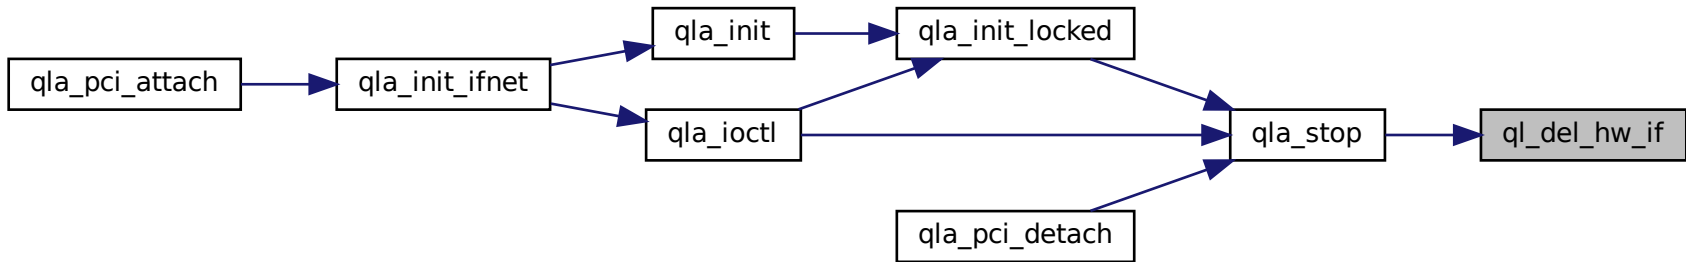 qla_pci_attach
qla_init_ifnet
qla_init
qla_ioctl
qla_init_locked
qla_pci_detach
qla_stop
ql_del_hw_if